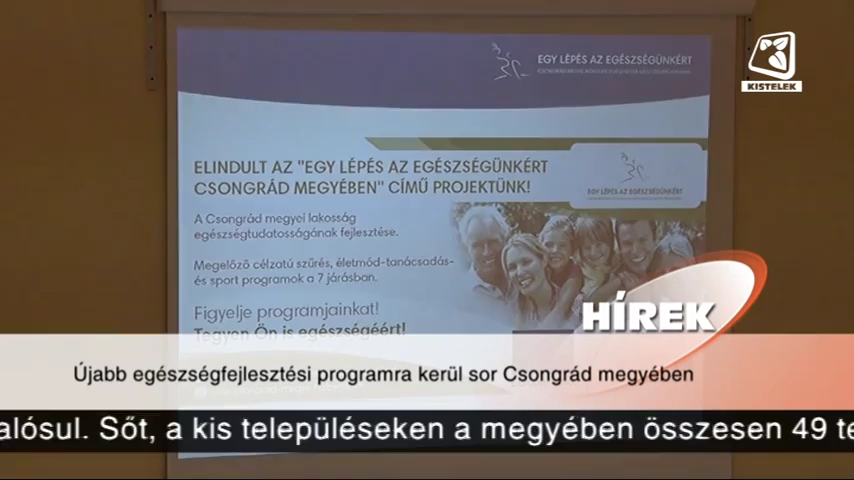 KISTELEK
EGY LÉPÉS AZ EGÉSZSÉGÜNKÉRT
ELINDULT AZ "EGY LÉPÉS AZ EGÉSZSÉGÜNKÉRT
CSONGRÁD MEGYÉBEN" CÍMŰ PROJEKTÜNK!
EGY LÉPÉS AZ EGÉSZSÉGÜNKÉRT
A Csongrád megyei lakosság
egészségtudatosságának fejlesztése.
Megelőző célzatú szűrés, életmód-tanácsadás-
és sport programok a 7 járásban.
Figyelje programjainkat!
Tegyen Ön is egészségéért!
HÍREK
Újabb egészségfejlesztési programra kerül sor Csongrád megyében
alósul. Sőt, a kis településeken a megyében összesen 49 te